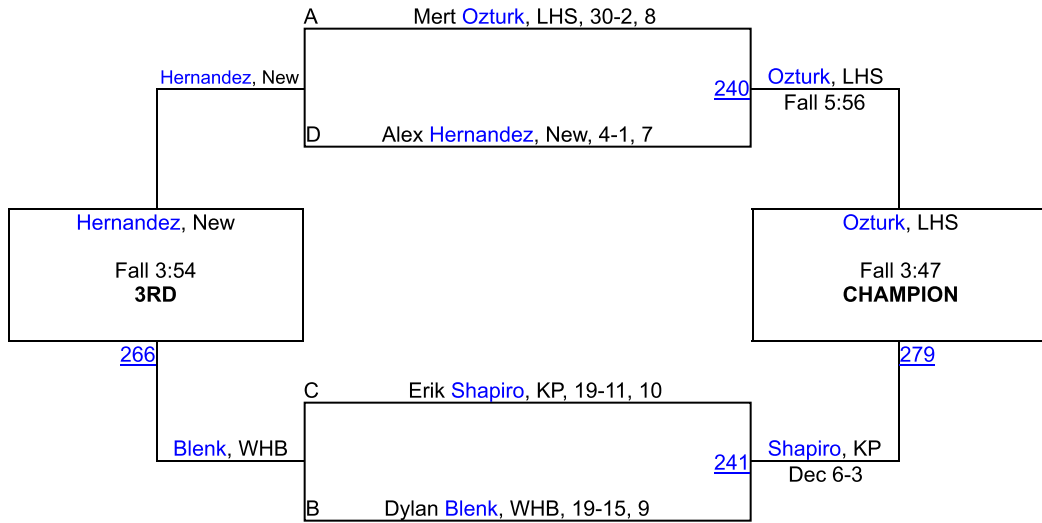 A
Mert Ozturk, LHS, 30-2, 8
Hernandez, New
240
Ozturk, LHS
Fall 5:56
D
Alex Hernandez, New, 4-1, 7
Hernandez, New
Fall 3:54
3RD
Ozturk, LHS
Fall 3:47
CHAMPION
266
279
C
Erik Shapiro, KP, 19-11, 10
Blenk, WHB
241
Shapiro, KP
Dec 6-3
B
Dylan Blenk, WHB, 19-15, 9